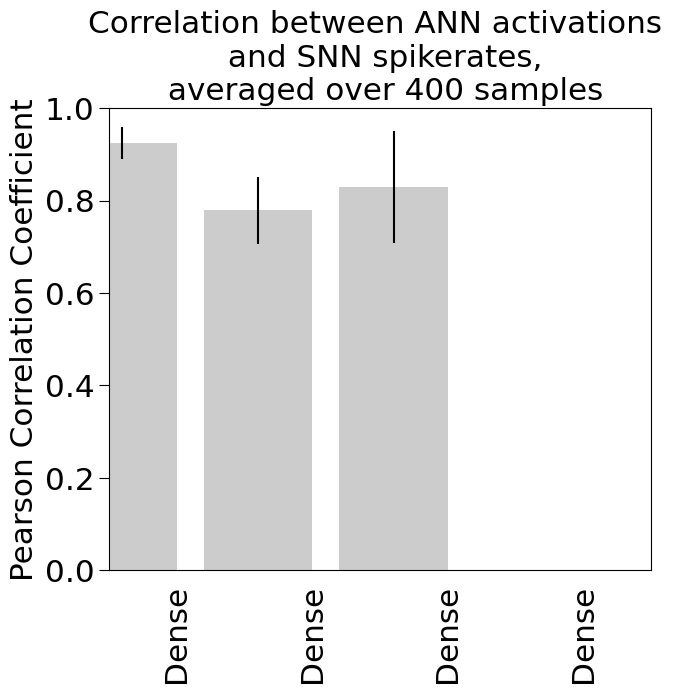 Correlation between ANN activations
and SNN spikerates,
averaged over 400 samples
Pearson Correlation Coefficient
1.0
0.8
0.6
0.4
0.2
0.0
Dense
Dense
Dense
Dense